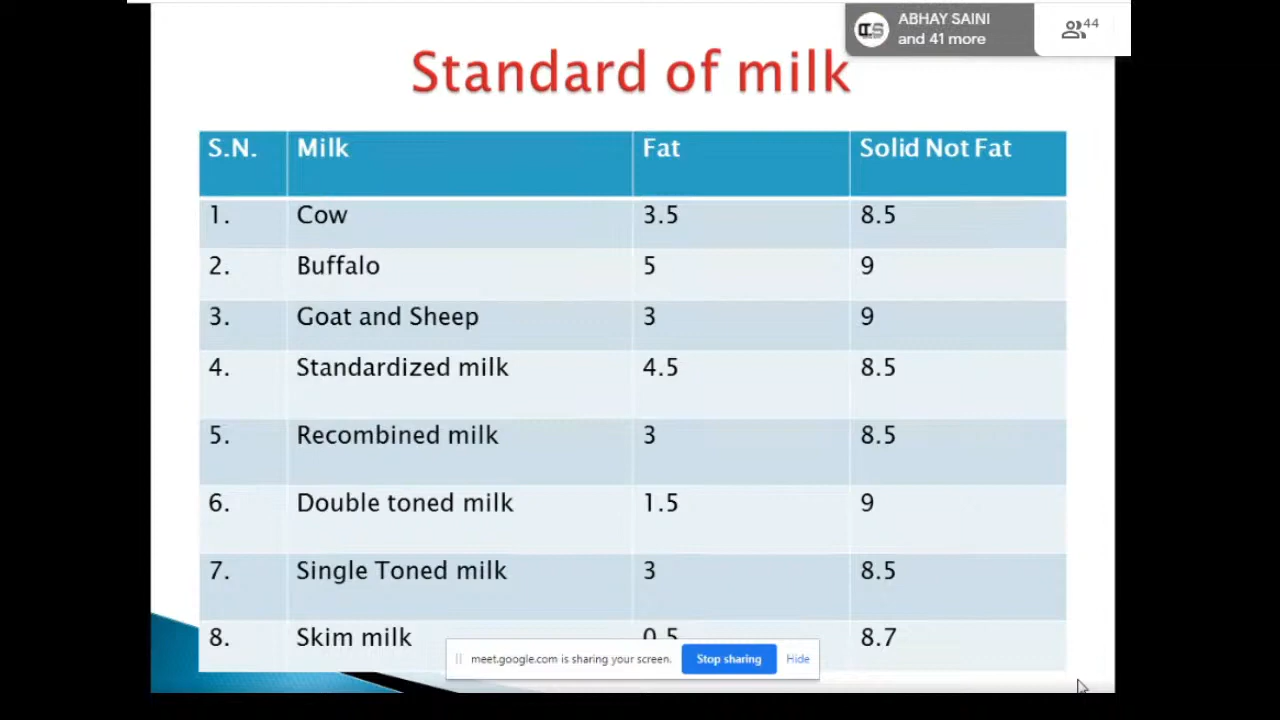 ABHAY SAINI
and 41 more
44
Standard of milk
S.N. Milk Fat Solid Not Fat
1. Cow 3.5 8.5
2. Buffalo 5 9
3. Goat and Sheep 3 9
4. Standardized milk 4.5 8.5
5. Recombined milk 3 8.5
6. Double toned milk 1.5 9
7. Single Toned milk 3 8.5
8. Skim milk 0.5 8.7
meet.google.com is sharing your screen. Stop sharing Hide